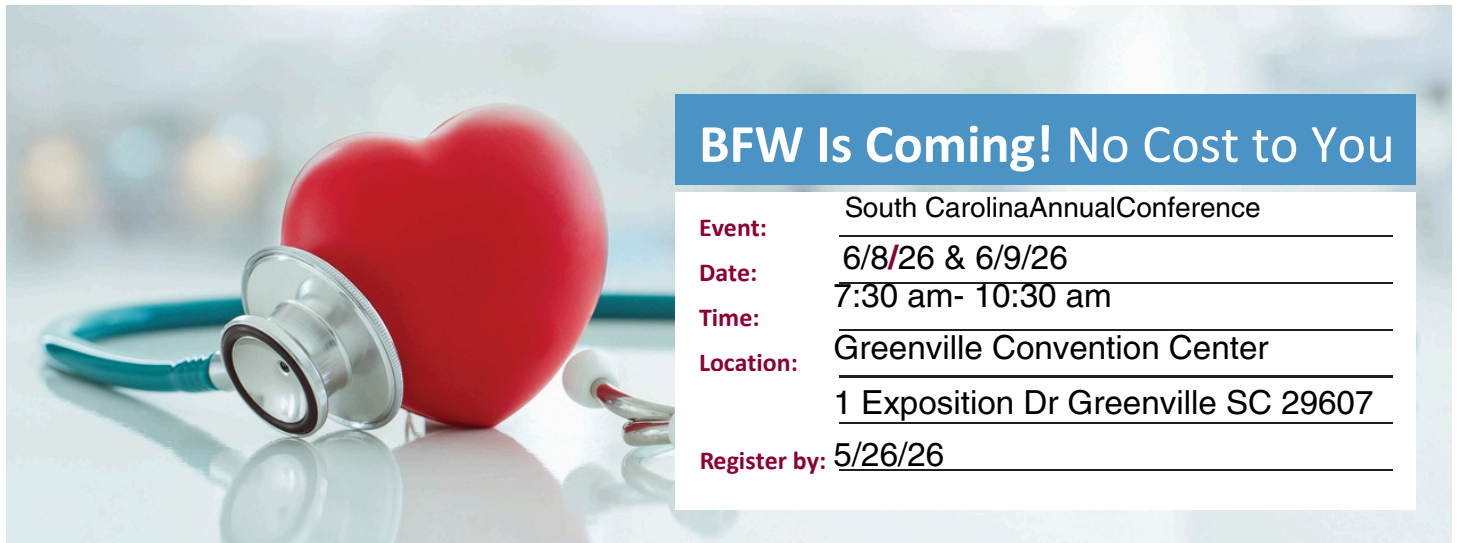 BFW Is Coming! No Cost to You
Event: South CarolinaAnnualConference
Date: 6/8/26 & 6/9/26
Time: 7:30 am- 10:30 am
Location: Greenville Convention Center
1 Exposition Dr Greenville SC 29607
Register by: 5/26/26